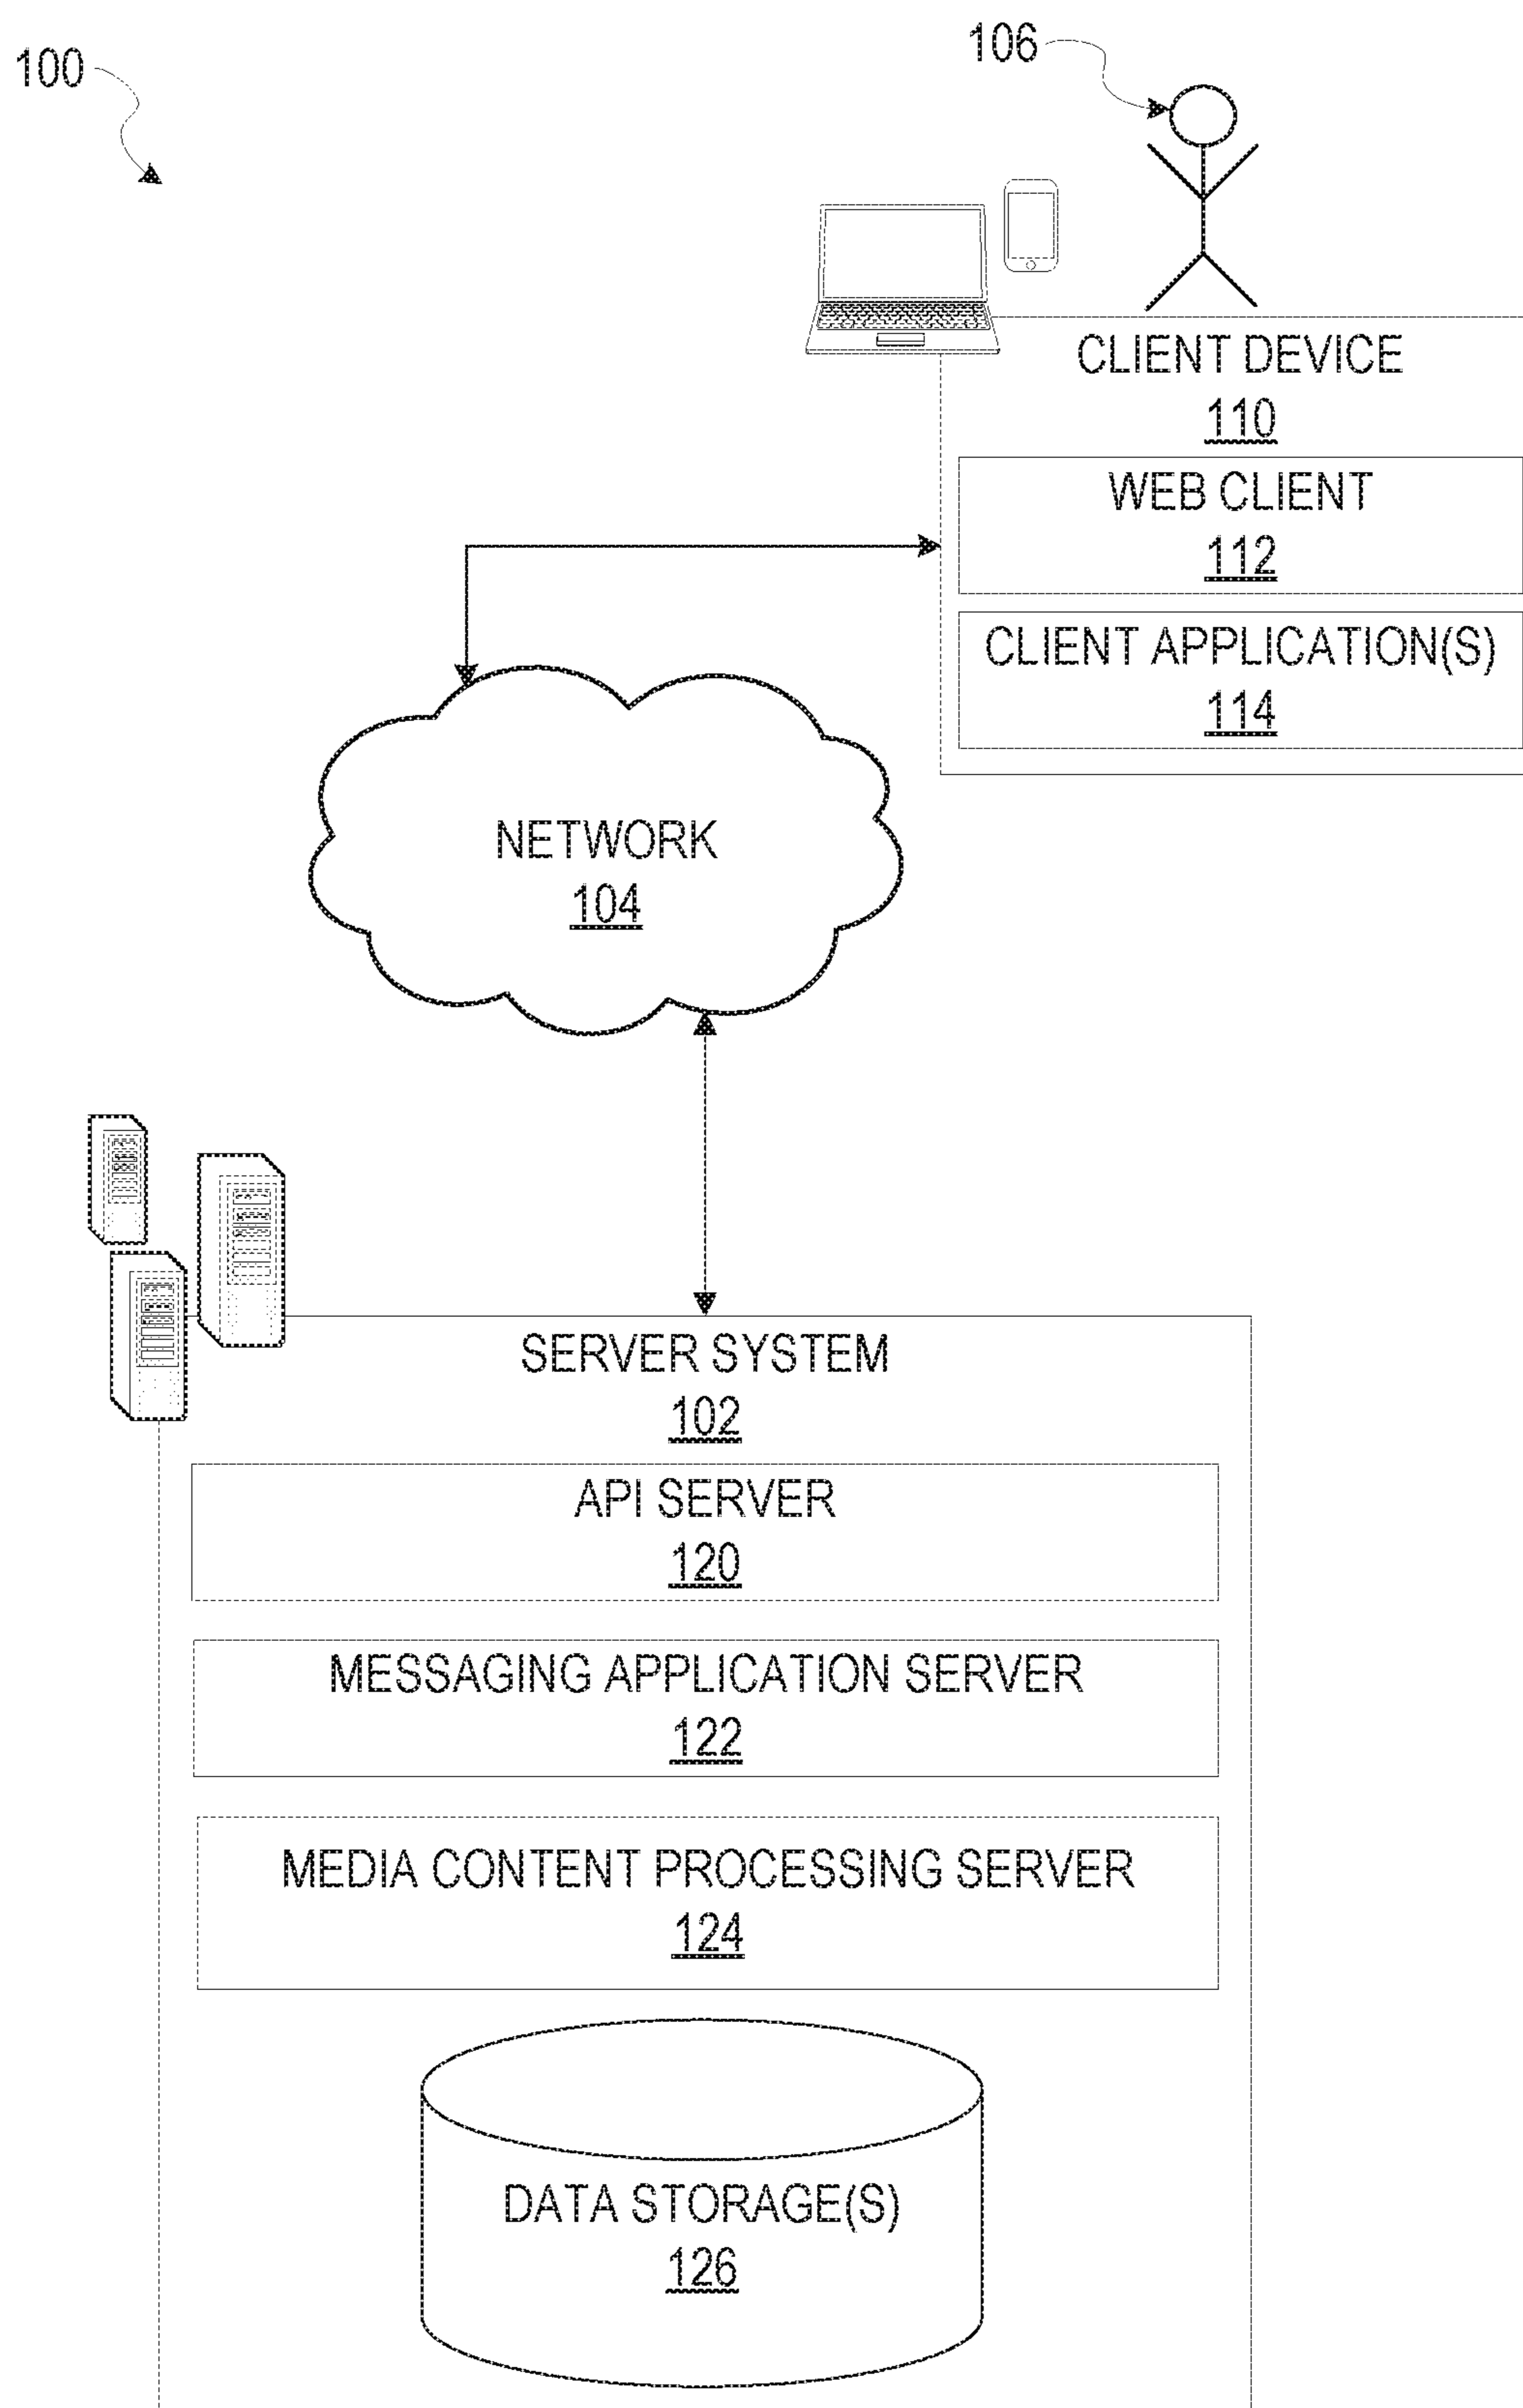 100
106
CLIENT DEVICE
110
WEB CLIENT
112
CLIENT APPLICATION(S)
114
NETWORK
104
SERVER SYSTEM
102
API SERVER
120
MESSAGING APPLICATION SERVER
122
MEDIA CONTENT PROCESSING SERVER
124
DATA STORAGE(S)
126